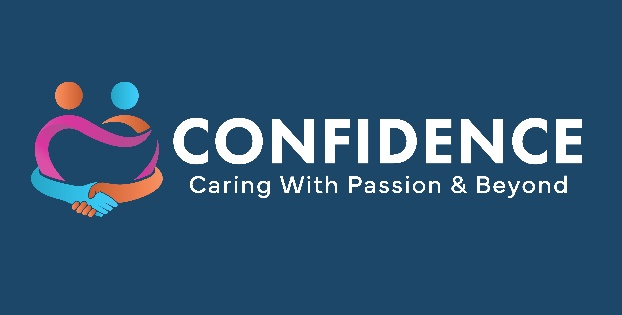 CONFIDENCE
Caring With Passion & Beyond